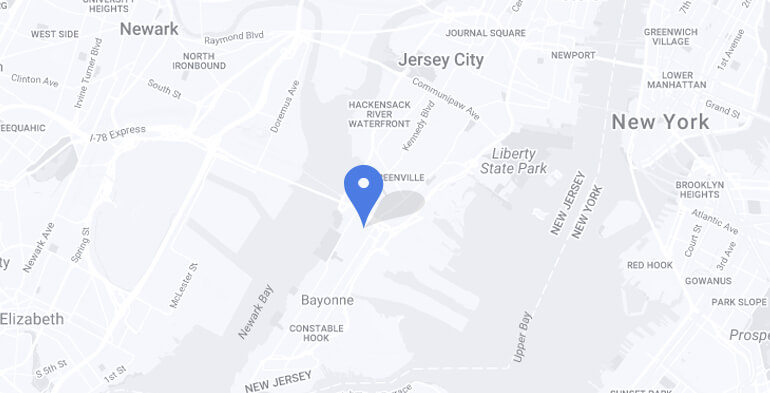 UNIVERSITY
HEIGHTS
WEST SIDE
Newark
Raymond Blvd
NORTH
IRONBOUND
Clinton Ave
Irvine Turner Blvd
South St
Doremus Ave
I-78 Express
JOURNAL SQUARE
Jersey City
NEWPORT
Communipaw Ave
HACKENSACK
RIVER
WATERFRONT
Kennedy Blvd
GREENWICH
VILLAGE
7th
1st Avenue
2nd
LOWER
MANHATTAN
Grand St
New York
Liberty
State Park
BROOKLYN
HEIGHTS
NEW JERSEY
NEW YORK
Atlantic Ave
Court St
3rd Ave
RED HOOK
GOWANUS
PARK SLOPE
Newark Ave
Spring St
McLester St
Elizabeth
S 5th St
1st St
Newark Bay
Bayonne
CONSTABLE
HOOK
NEW JERSEY
Upper Bay